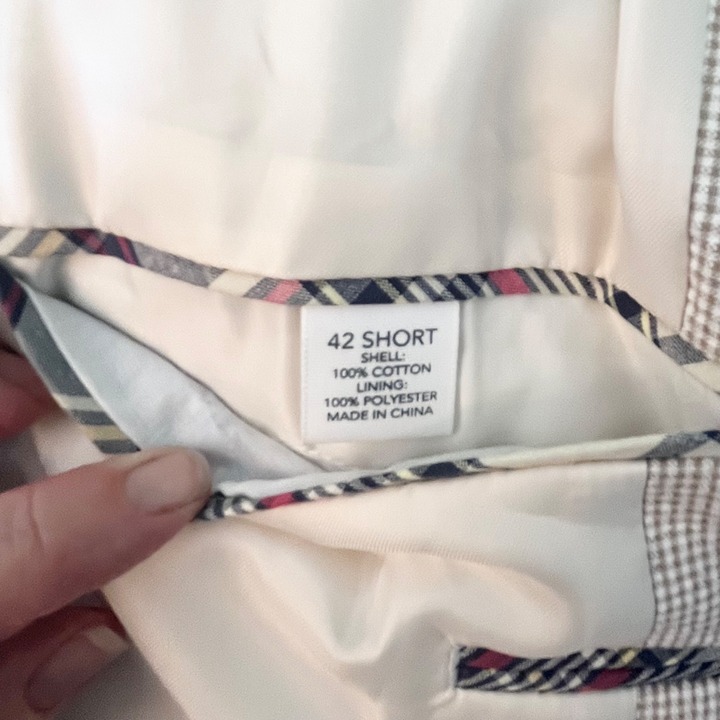 42 SHORT
SHELL:
100% COTTON
LINING:
100% POLYESTER
MADE IN CHINA